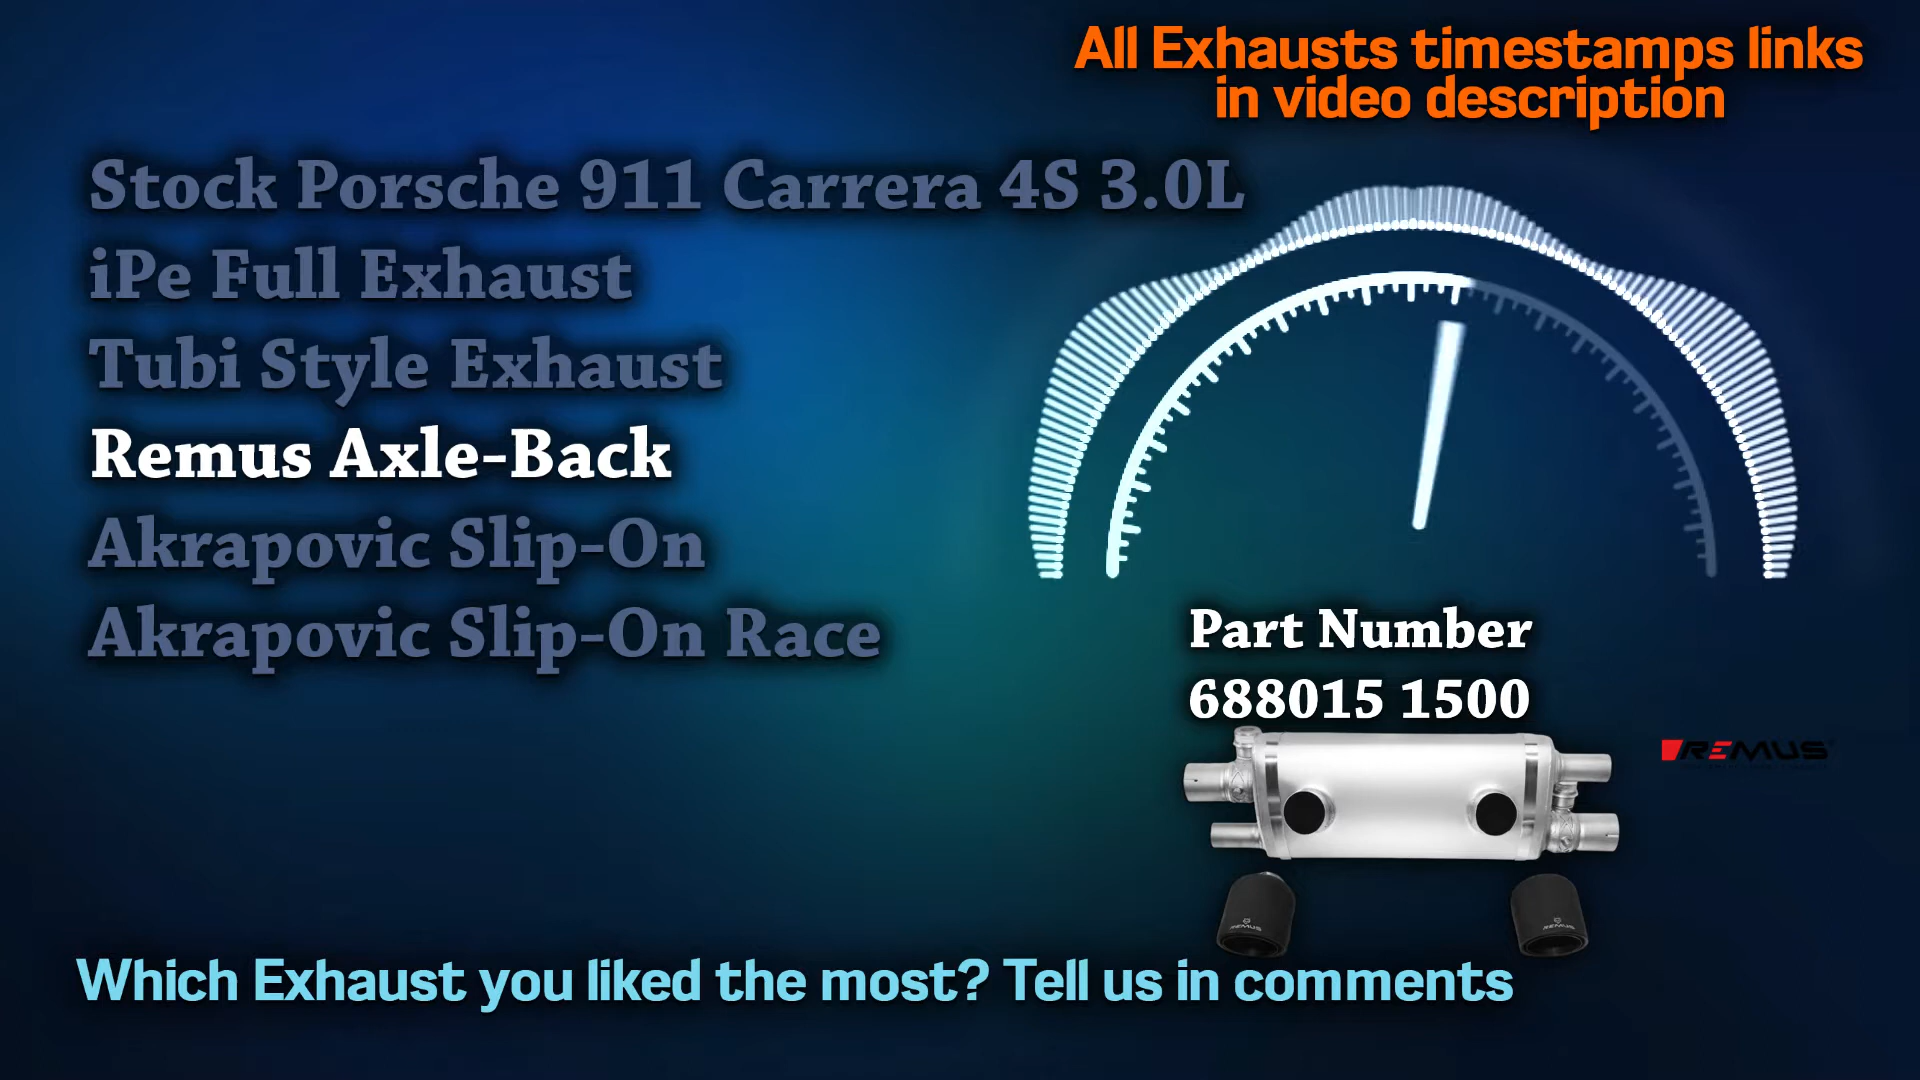 All Exhausts timestamps links
in video description
Stock Porsche 911 Carrera 4S 3.0L
iPe Full Exhaust
Tubi Style Exhaust
Remus Axle-Back
Akrapovic Slip-On
Akrapovic Slip-On Race
Part Number
688015 1500
REMUS
REMUS
REMUS
Which Exhaust you liked the most? Tell us in comments